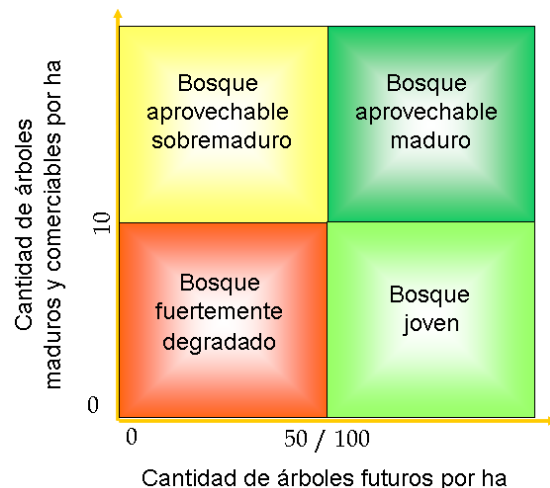 Cantidad de árboles
maduros y comerciables por ha
10
0
Bosque
aprovechable
sobremaduro
Bosque
aprovechable
maduro
Bosque
fuertemente
degradado
Bosque
joven
0
50 / 100
Cantidad de árboles futuros por ha